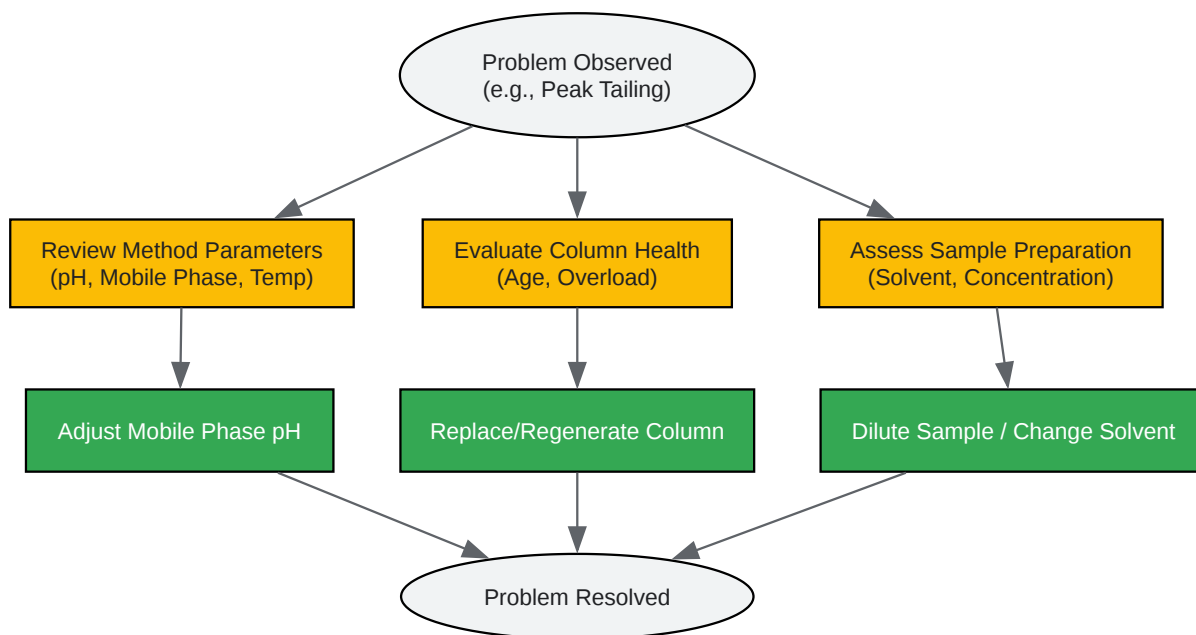 Problem Observed
(e.g., Peak Tailing)
Review Method Parameters
(pH, Mobile Phase, Temp)
Evaluate Column Health
(Age, Overload)
Assess Sample Preparation
(Solvent, Concentration)
Adjust Mobile Phase pH
Replace/Regenerate Column
Dilute Sample / Change Solvent
Problem Resolved